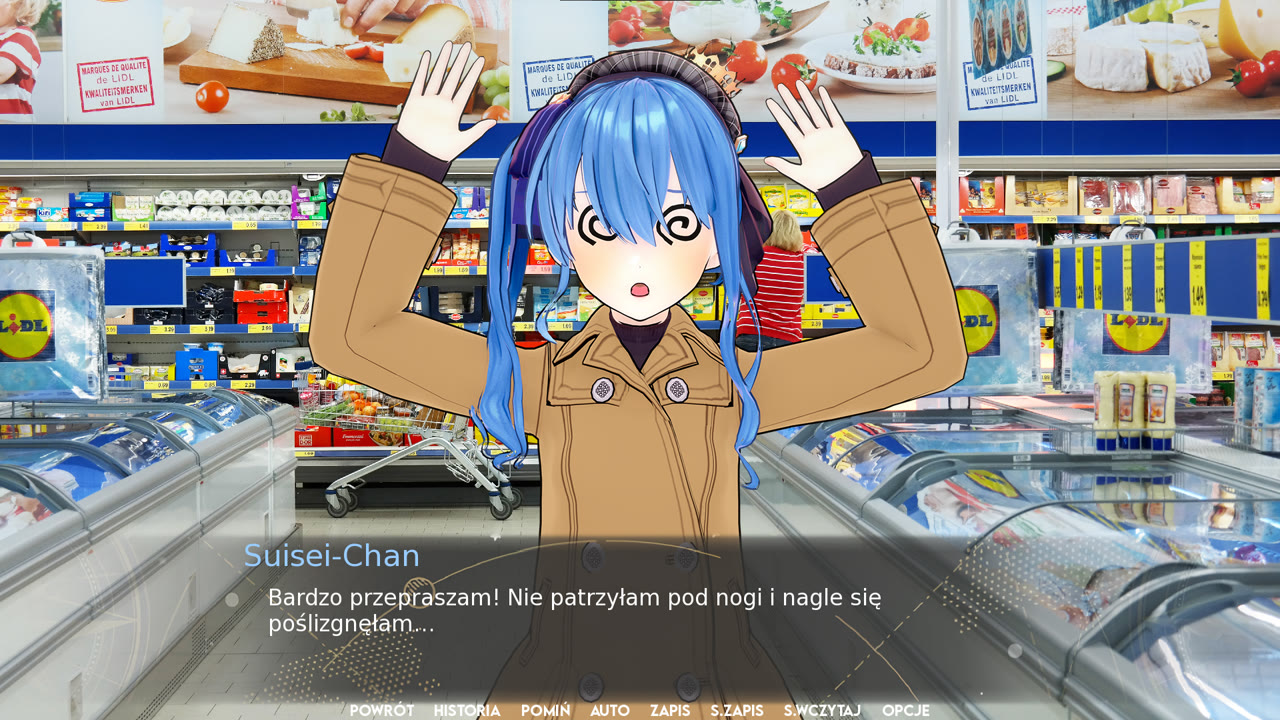 MARQUES DE QUALITE
de LIDL
KWALITEITSMERKEN
van LIDL
MARQUES DE QUALITE
de LIDL
KWALITEITSMERKEN
van LIDL
MARQUES DE QUALITE
de LIDL
KWALITEITSMERKEN
van LIDL
kiri
LIDL
DL
LIDL
Suisei-Chan
Bardzo przepraszam! Nie patrzyłam pod nogi i nagle się
poślizgnęłam...
POWRÓT HISTORIA POMIŃ AUTO ZAPIS S.ZAPIS S.WCZYTAJ OPCJE